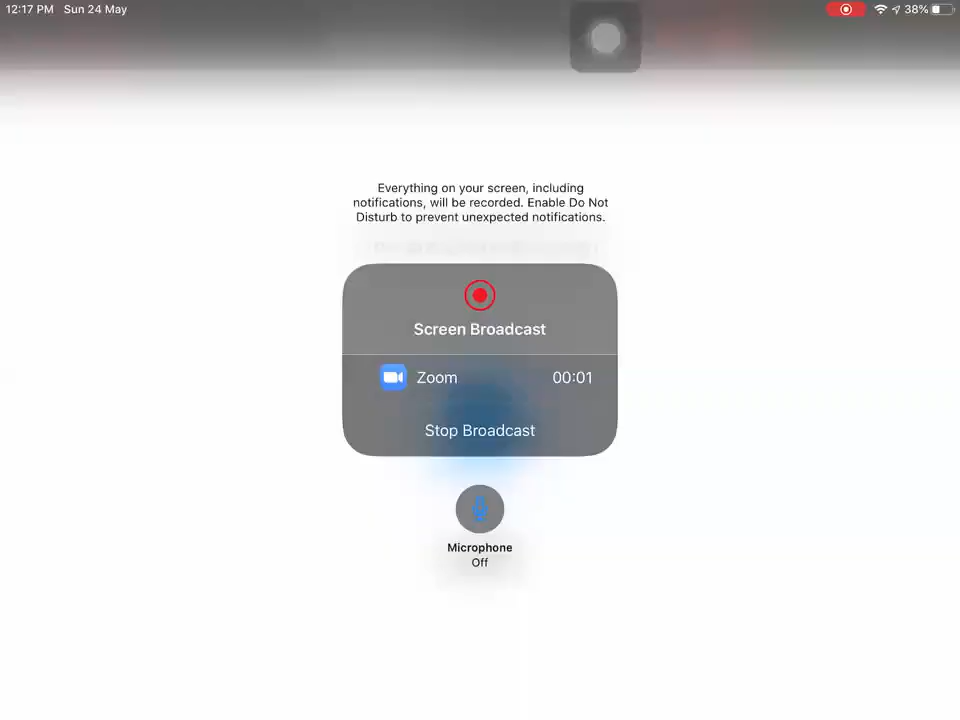 12:17 PM Sun 24 May
38%
Everything on your screen, including
notifications, will be recorded. Enable Do Not
Disturb to prevent unexpected notifications.
Screen Broadcast
Zoom 00:01
Stop Broadcast
Microphone
Off